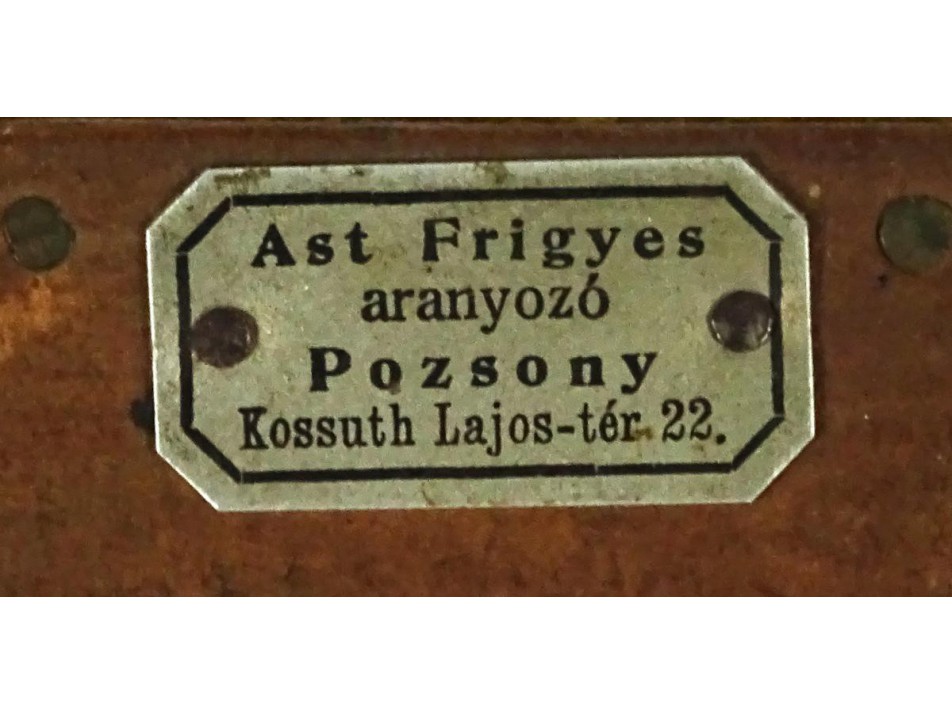 Ast Frigyes
aranyozó
Pozsony
Kossuth Lajos-tér 22.